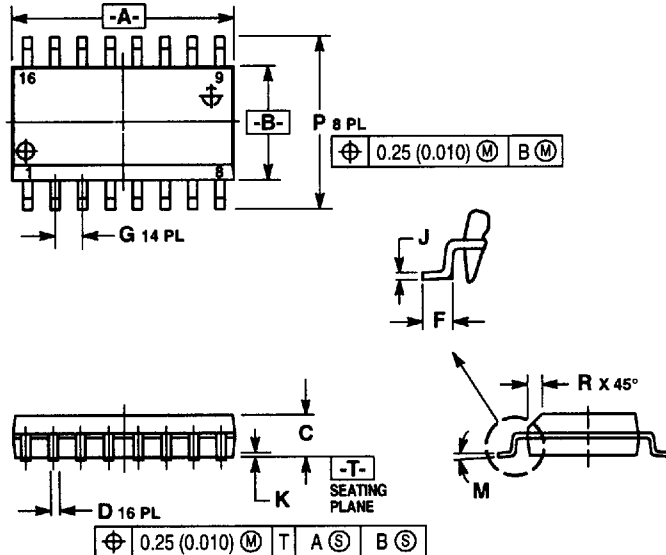 -A-
16 9
-B-
P 8 PL
⌖ 0.25 (0.010) Ⓜ B Ⓜ
1 8
G 14 PL
J
F
R X 45°
C
-T-
SEATING
PLANE
K
M
D 16 PL
⌖ 0.25 (0.010) Ⓜ T A Ⓢ B Ⓢ